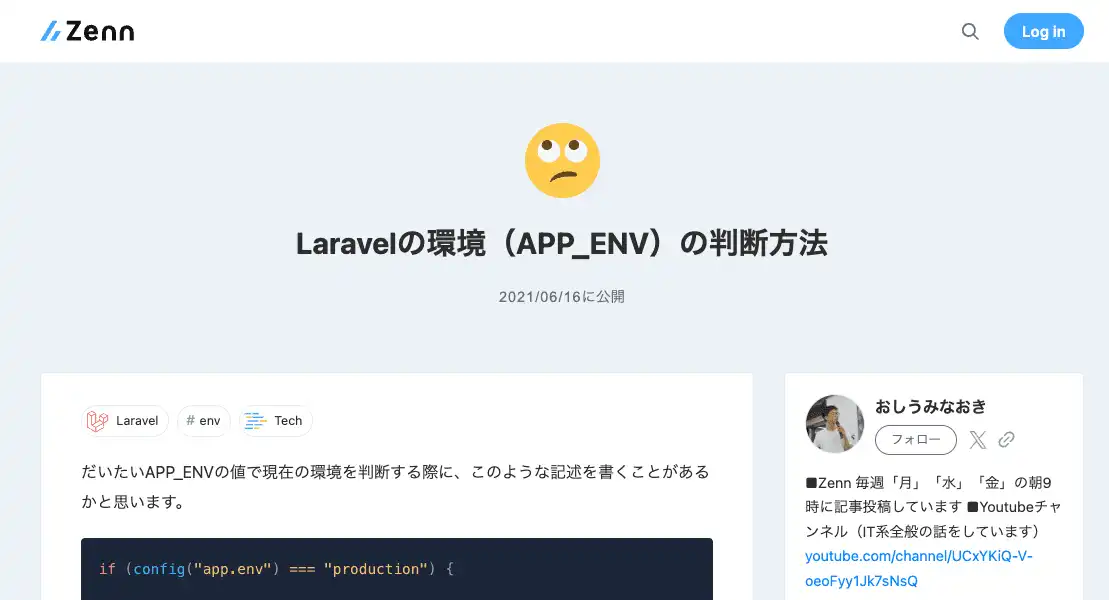 Zenn
Log in
Laravelの環境（APP_ENV）の判断方法
2021/06/16に公開
Laravel
# env
Tech
だいたいAPP_ENVの値で現在の環境を判断する際に、このような記述を書くことがある
かと思います。
if (config("app.env") === "production") {
おしうみなおき
フォロー
■Zenn 毎週「月」「水」「金」の朝9
時に記事投稿しています ■Youtubeチャ
ンネル（IT系全般の話をしています）
youtube.com/channel/UCxYKiQ-V-
oeoFyy1Jk7sNsQ